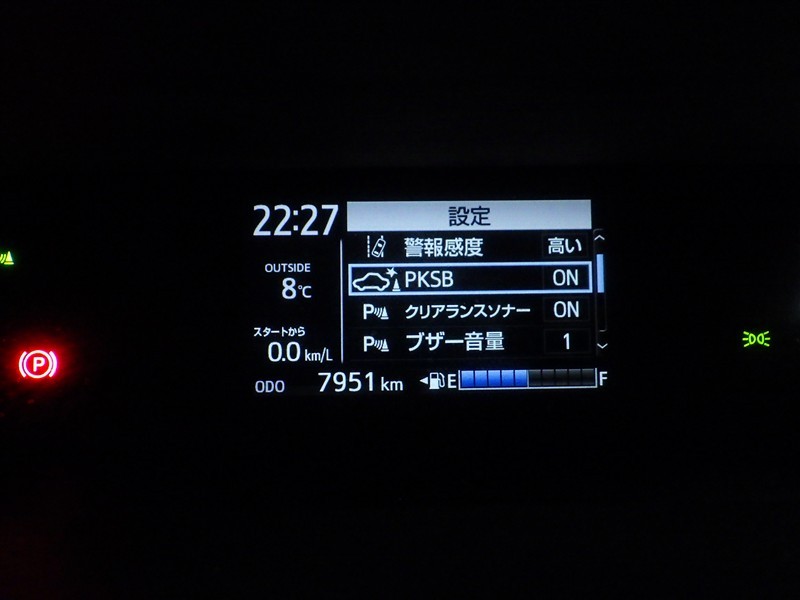 22:27
設定
警報感度 高い
OUTSIDE
8℃
PKSB ON
P クリアランスソナー ON
スタートから
0.0 km/L
P ブザー音量 1
ODO 7951 km E F
P